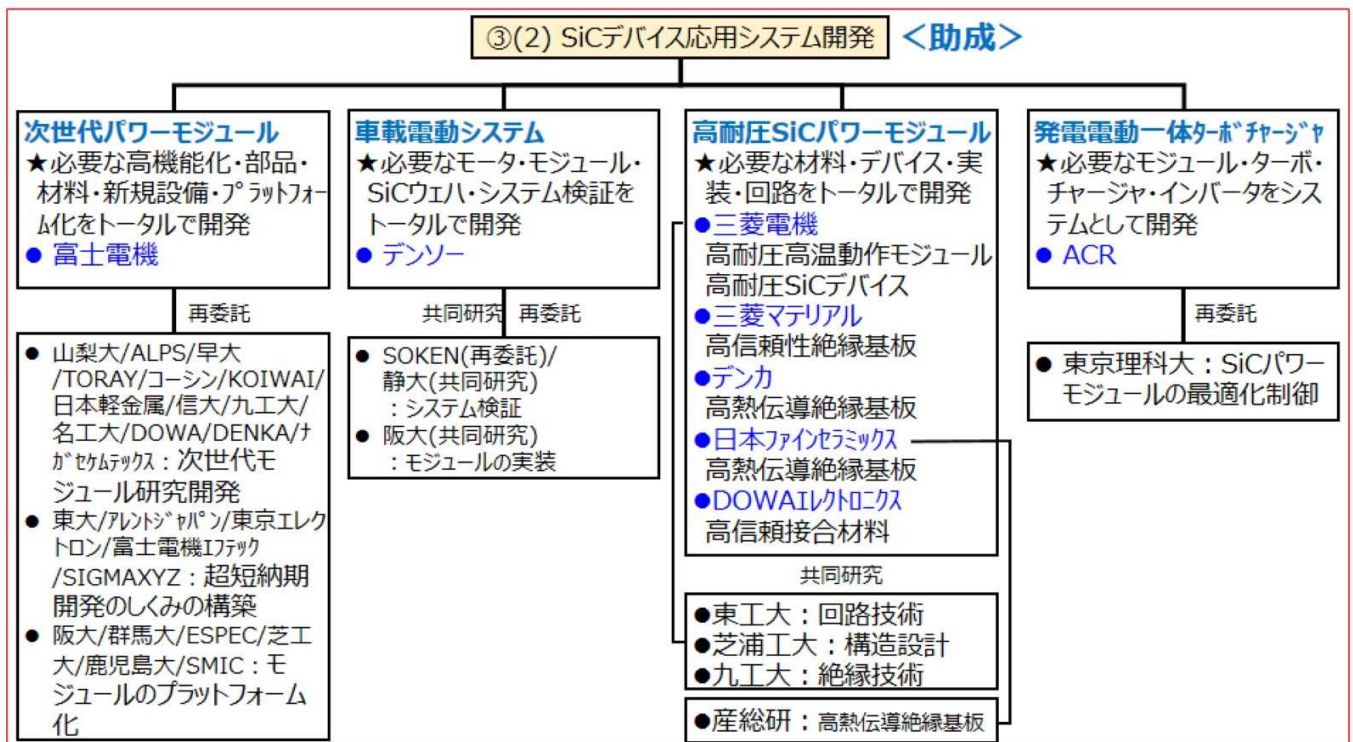 ③(2) SiCデバイス応用システム開発 <助成>
次世代パワーモジュール
★必要な高機能化・部品・
材料・新規設備・プラットフォー
ム化をトータルで開発
● 富士電機
再委託
● 山梨大/ALPS/早大
/TORAY/コーシン/KOIWAI/
日本軽金属/信大/九工大/
名工大/DOWA/DENKA/ナ
ガセケムテックス:次世代モ
ジュール研究開発
● 東大/アレントジャパン/東京エレク
トロン/富士電機エフテック
/SIGMAXYZ:超短納期
開発のしくみの構築
● 阪大/群馬大/ESPEC/芝工
大/鹿児島大/SMIC:モ
ジュールのプラットフォーム
化
車載電動システム
★必要なモータ・モジュール・
SiCウェハ・システム検証を
トータルで開発
● デンソー
共同研究 再委託
● SOKEN(再委託)/
静大(共同研究)
:システム検証
● 阪大(共同研究)
:モジュールの実装
高耐圧SiCパワーモジュール
★必要な材料・デバイス・実
装・回路をトータルで開発
●三菱電機
高耐圧高温動作モジュール
高耐圧SiCデバイス
●三菱マテリアル
高信頼性絶縁基板
●デンカ
高熱伝導絶縁基板
●日本ファインセラミックス
高熱伝導絶縁基板
●DOWAエレクトロニクス
高信頼接合材料
共同研究
●東工大:回路技術
●芝浦工大:構造設計
●九工大:絶縁技術
●産総研:高熱伝導絶縁基板
発電電動一体ターボチャージャ
★必要なモジュール・ターボ・
チャージャ・インバータをシス
テムとして開発
● ACR
再委託
● 東京理科大:SiCパワー
モジュールの最適化制御